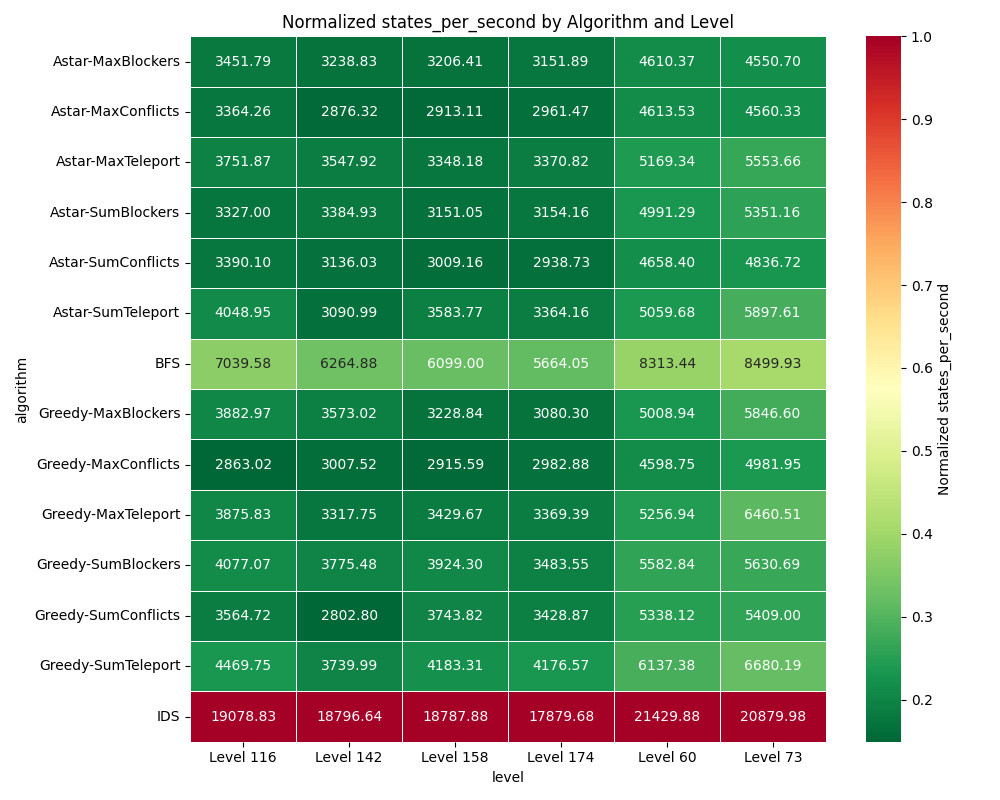 Normalized states_per_second by Algorithm and Level
Astar-MaxBlockers 3451.79 3238.83 3206.41 3151.89 4610.37 4550.70
Astar-MaxConflicts 3364.26 2876.32 2913.11 2961.47 4613.53 4560.33
Astar-MaxTeleport 3751.87 3547.92 3348.18 3370.82 5169.34 5553.66
Astar-SumBlockers 3327.00 3384.93 3151.05 3154.16 4991.29 5351.16
Astar-SumConflicts 3390.10 3136.03 3009.16 2938.73 4658.40 4836.72
Astar-SumTeleport 4048.95 3090.99 3583.77 3364.16 5059.68 5897.61
BFS 7039.58 6264.88 6099.00 5664.05 8313.44 8499.93
Greedy-MaxBlockers 3882.97 3573.02 3228.84 3080.30 5008.94 5846.60
Greedy-MaxConflicts 2863.02 3007.52 2915.59 2982.88 4598.75 4981.95
Greedy-MaxTeleport 3875.83 3317.75 3429.67 3369.39 5256.94 6460.51
Greedy-SumBlockers 4077.07 3775.48 3924.30 3483.55 5582.84 5630.69
Greedy-SumConflicts 3564.72 2802.80 3743.82 3428.87 5338.12 5409.00
Greedy-SumTeleport 4469.75 3739.99 4183.31 4176.57 6137.38 6680.19
IDS 19078.83 18796.64 18787.88 17879.68 21429.88 20879.98
Level 116 Level 142 Level 158 Level 174 Level 60 Level 73
level
algorithm
1.0
0.9
0.8
0.7
0.6
0.5
0.4
0.3
0.2
Normalized states_per_second